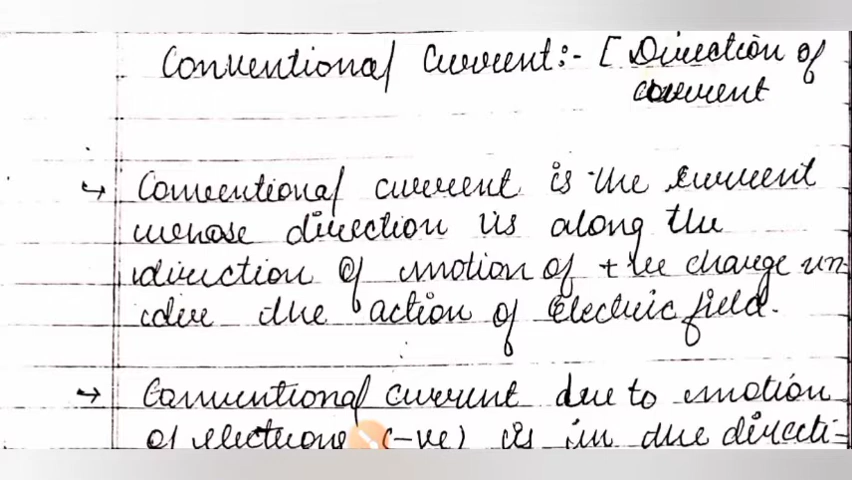 Conventional Current:- [Direction of
current
↳ Conventional current is the current
whose direction is along the
direction of motion of +ve charge un-
der the action of Electric field.
→ Conventional current due to motion
of electrons (-ve) is in the directi-